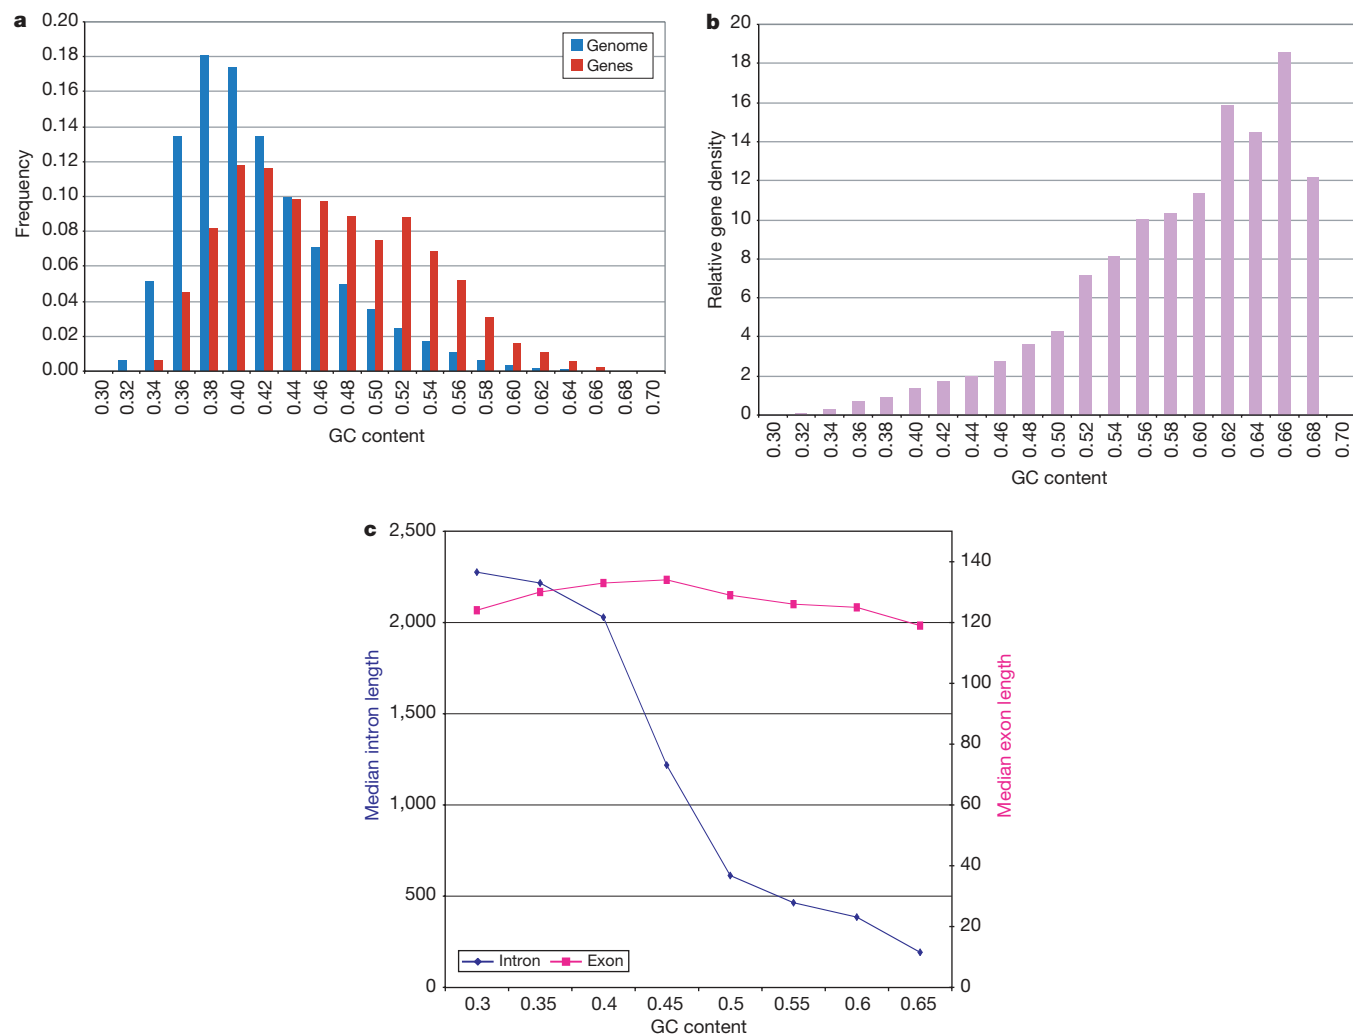 a
0.20
0.18
0.16
0.14
0.12
0.10
0.08
0.06
0.04
0.02
0.00
Frequency
Genome
Genes
0.30 0.32 0.34 0.36 0.38 0.40 0.42 0.44 0.46 0.48 0.50 0.52 0.54 0.56 0.58 0.60 0.62 0.64 0.66 0.68 0.70
GC content
b
20
18
16
14
12
10
8
6
4
2
0
Relative gene density
0.30 0.32 0.34 0.36 0.38 0.40 0.42 0.44 0.46 0.48 0.50 0.52 0.54 0.56 0.58 0.60 0.62 0.64 0.66 0.68 0.70
GC content
c
2,500
2,000
1,500
1,000
500
0
Median intron length
140
120
100
80
60
40
20
0
Median exon length
Intron Exon
0.3 0.35 0.4 0.45 0.5 0.55 0.6 0.65
GC content